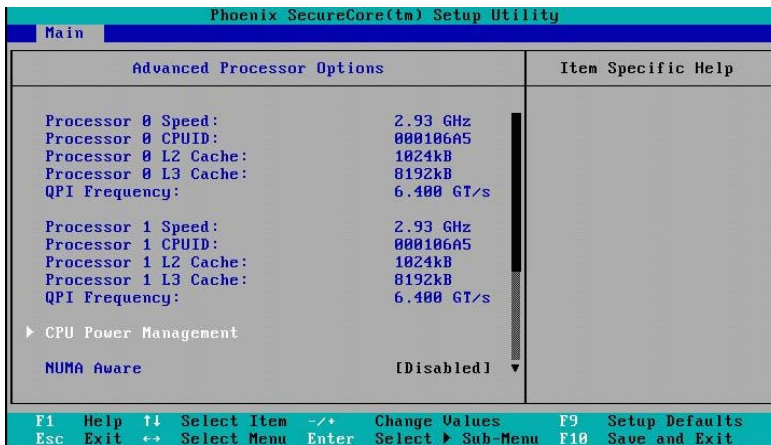 Phoenix SecureCore(tm) Setup Utility
Main
Advanced Processor Options
Item Specific Help
Processor 0 Speed: 2.93 GHz
Processor 0 CPUID: 000106A5
Processor 0 L2 Cache: 1024kB
Processor 0 L3 Cache: 8192kB
QPI Frequency: 6.400 GT/s
Processor 1 Speed: 2.93 GHz
Processor 1 CPUID: 000106A5
Processor 1 L2 Cache: 1024kB
Processor 1 L3 Cache: 8192kB
QPI Frequency: 6.400 GT/s
▶ CPU Power Management
NUMA Aware [Disabled]
F1 Help ↑↓ Select Item -/+ Change Values F9 Setup Defaults
Esc Exit ↔ Select Menu Enter Select ▶ Sub-Menu F10 Save and Exit